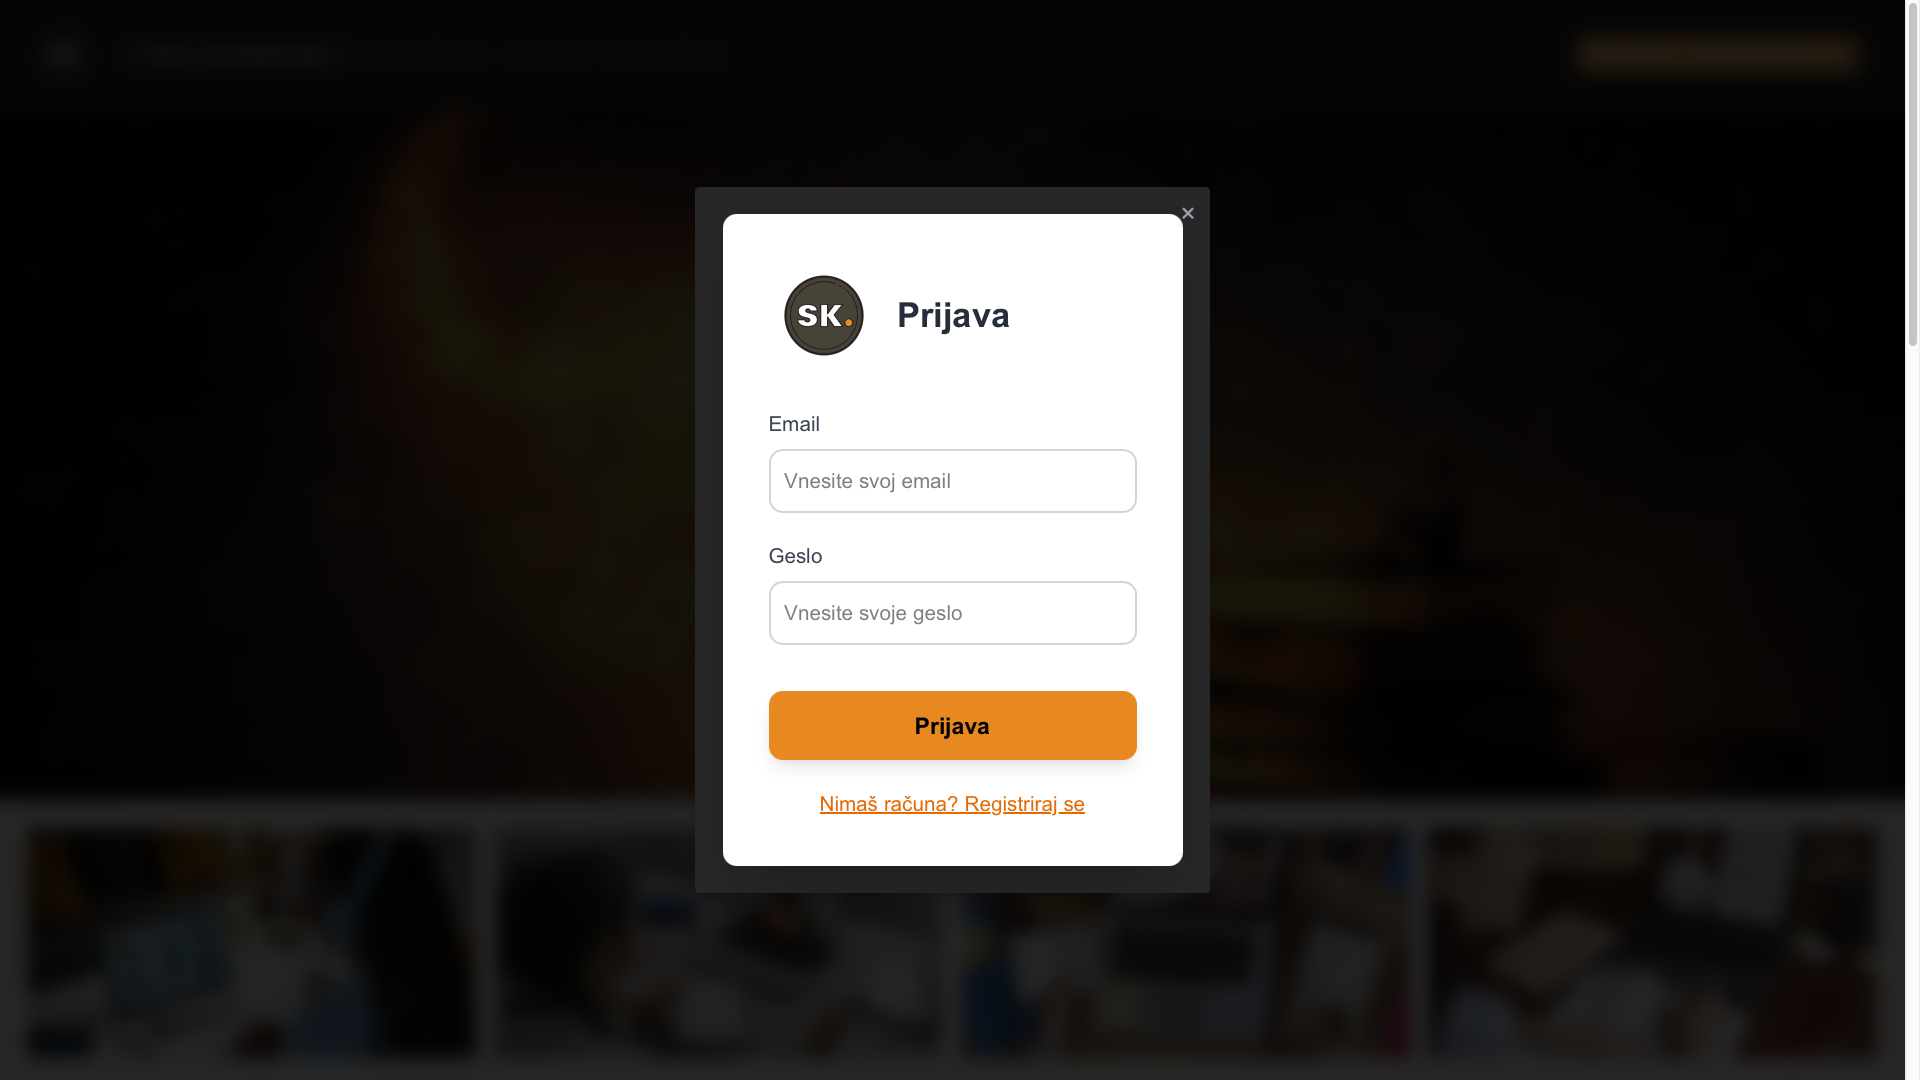 SK.
Prijava
Email
Vnesite svoj email
Geslo
Vnesite svoje geslo
Prijava
Nimaš računa? Registriraj se